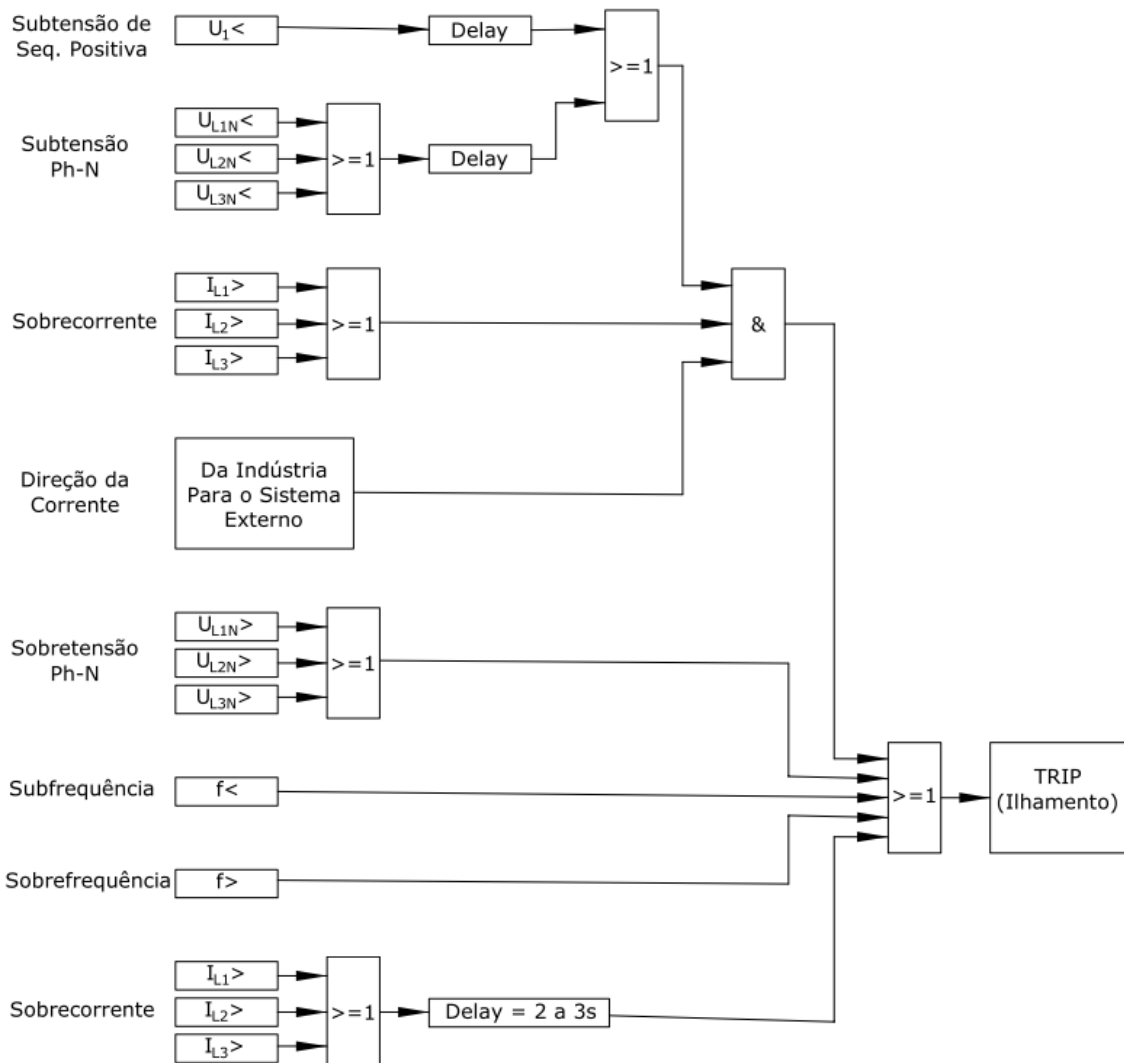 Subtensão de
Seq. Positiva
U1<
Delay
>=1
Subtensão
Ph-N
UL1N<
UL2N<
UL3N<
>=1
Delay
Sobrecorrente
IL1>
IL2>
IL3>
>=1
&
Direção da
Corrente
Da Indústria
Para o Sistema
Externo
Sobretensão
Ph-N
UL1N>
UL2N>
UL3N>
>=1
Subfrequência
f<
>=1
TRIP
(Ilhamento)
Sobrefrequência
f>
Sobrecorrente
IL1>
IL2>
IL3>
>=1
Delay = 2 a 3s